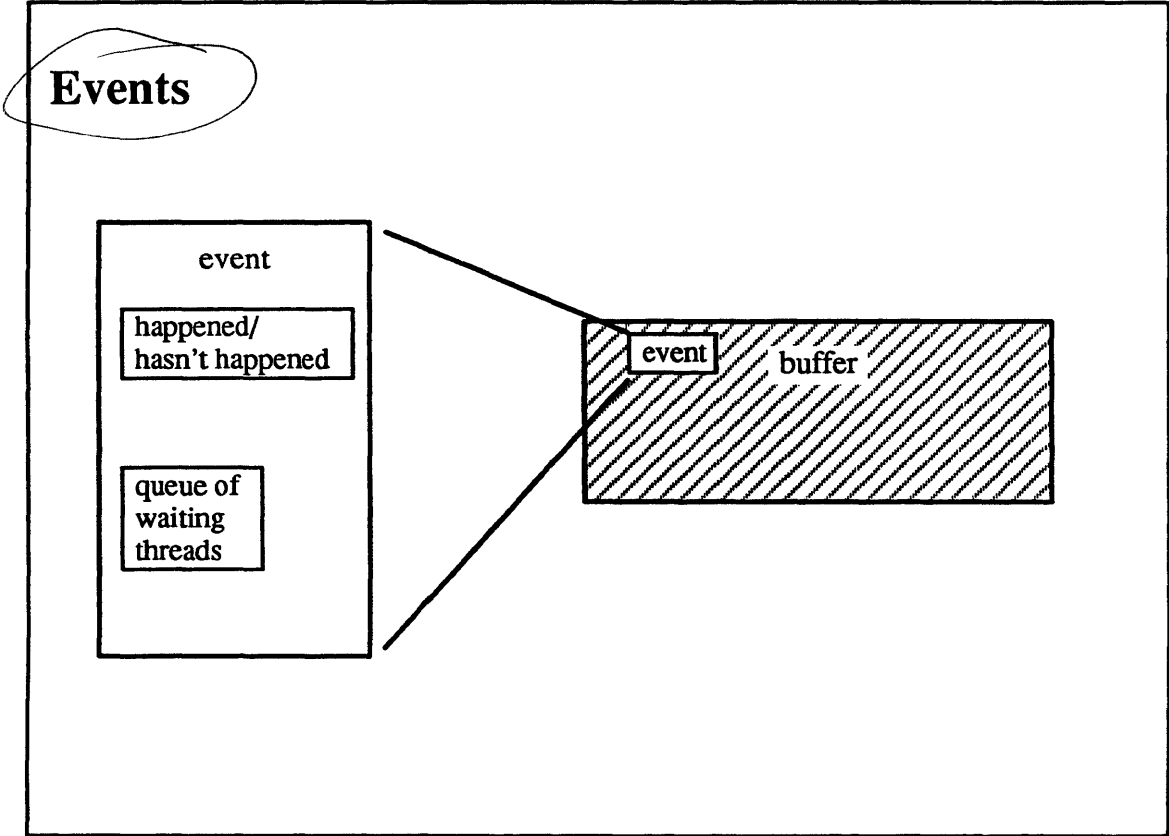 Events
event
happened/
hasn't happened
queue of
waiting
threads
event
buffer